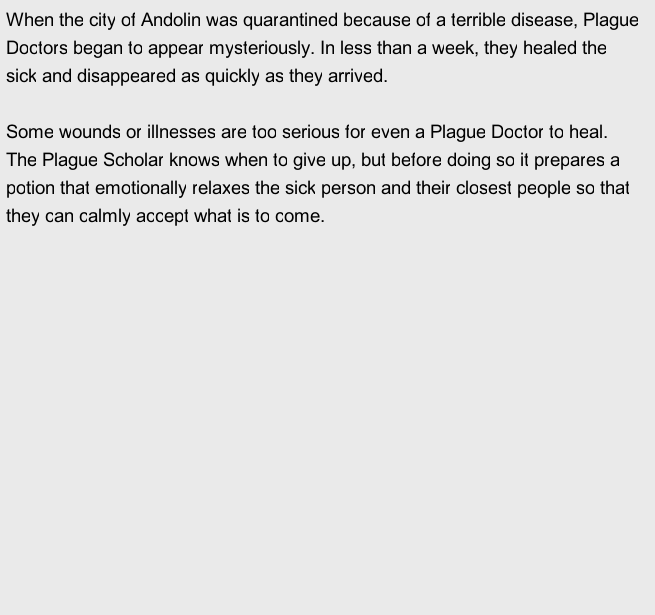 When the city of Andolin was quarantined because of a terrible disease, Plague
Doctors began to appear mysteriously. In less than a week, they healed the
sick and disappeared as quickly as they arrived.

Some wounds or illnesses are too serious for even a Plague Doctor to heal.
The Plague Scholar knows when to give up, but before doing so it prepares a
potion that emotionally relaxes the sick person and their closest people so that
they can calmly accept what is to come.